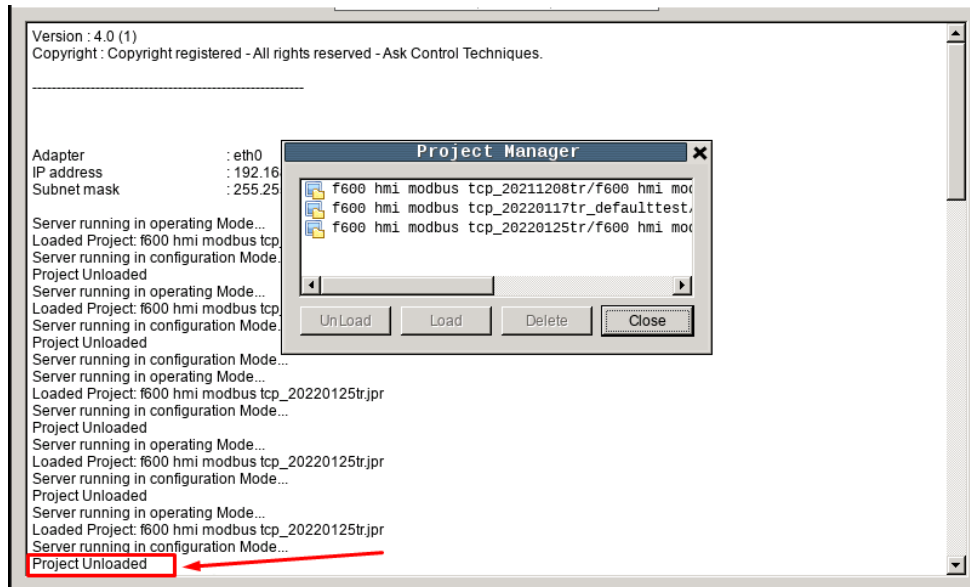 Version : 4.0 (1)
Copyright : Copyright registered - All rights reserved - Ask Control Techniques.
Adapter : eth0
IP address : 192.16
Subnet mask : 255.25
Server running in operating Mode...
Loaded Project: f600 hmi modbus tcp_
Server running in configuration Mode.
Project Unloaded
Server running in operating Mode...
Loaded Project: f600 hmi modbus tcp_
Server running in configuration Mode.
Project Unloaded
Server running in configuration Mode...
Server running in operating Mode...
Loaded Project: f600 hmi modbus tcp_20220125tr.jpr
Server running in configuration Mode...
Project Unloaded
Server running in operating Mode...
Loaded Project: f600 hmi modbus tcp_20220125tr.jpr
Server running in configuration Mode...
Project Unloaded
Server running in operating Mode...
Loaded Project: f600 hmi modbus tcp_20220125tr.jpr
Server running in configuration Mode...
Project Unloaded
Project Manager
f600 hmi modbus tcp_20211208tr/f600 hmi mod
f600 hmi modbus tcp_20220117tr_defaulttest/
f600 hmi modbus tcp_20220125tr/f600 hmi mod
UnLoad Load Delete Close